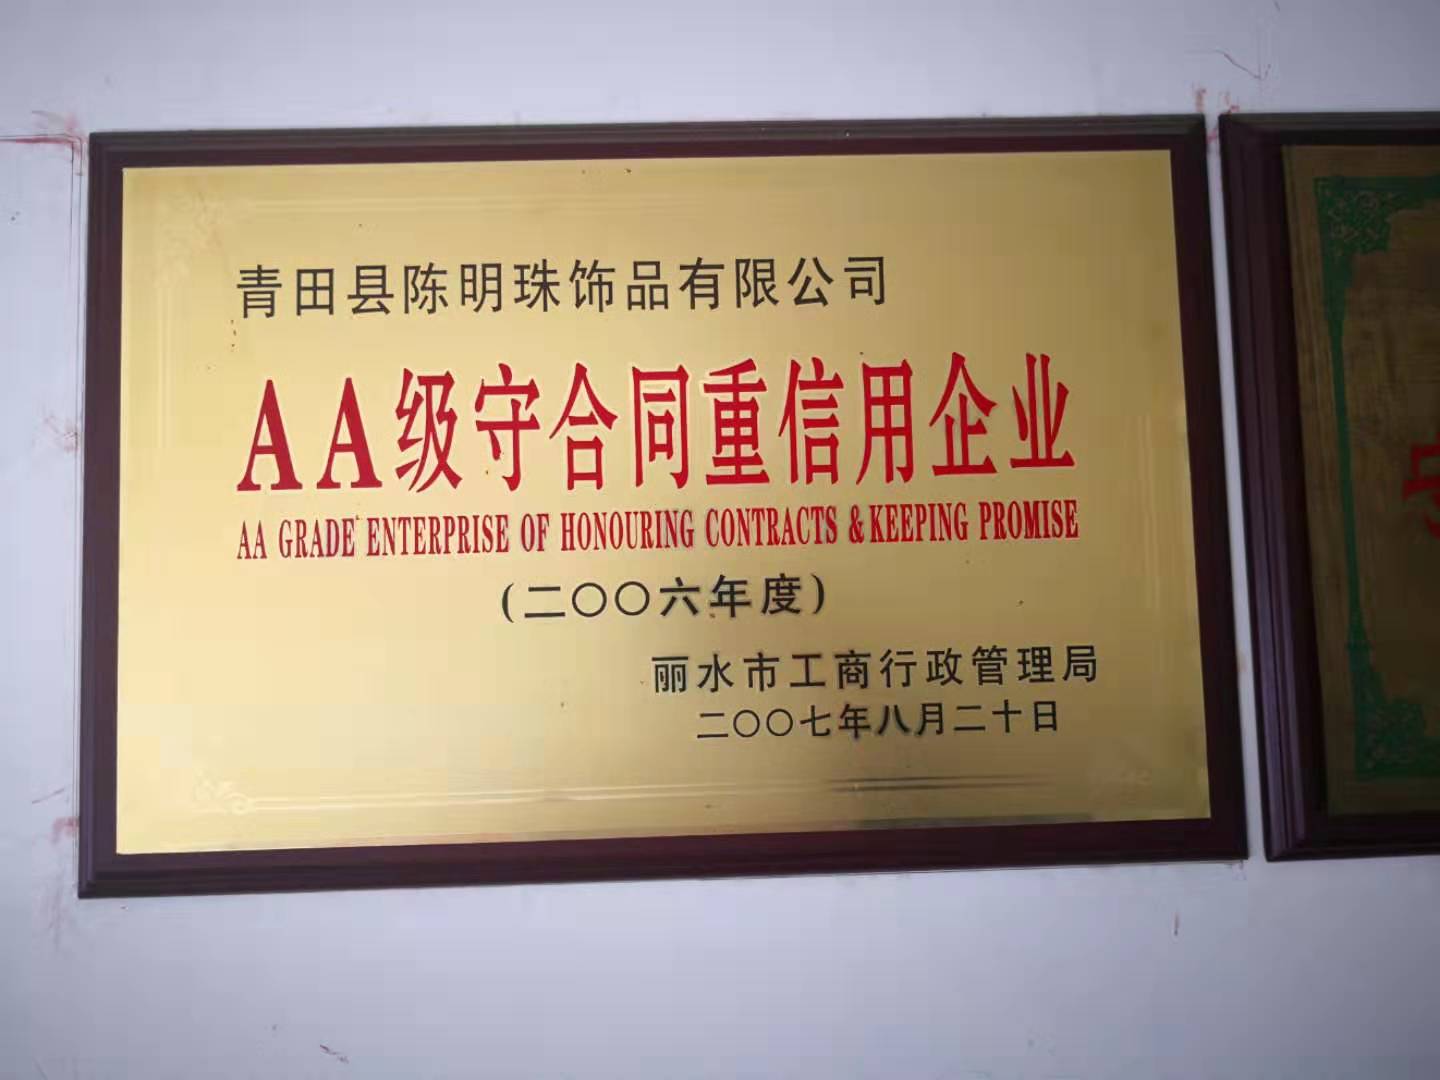 青田县陈明珠饰品有限公司
AA级守合同重信用企业
AA GRADE ENTERPRISE OF HONOURING CONTRACTS & KEEPING PROMISE
(二〇〇六年度)
丽水市工商行政管理局
二〇〇七年八月二十日